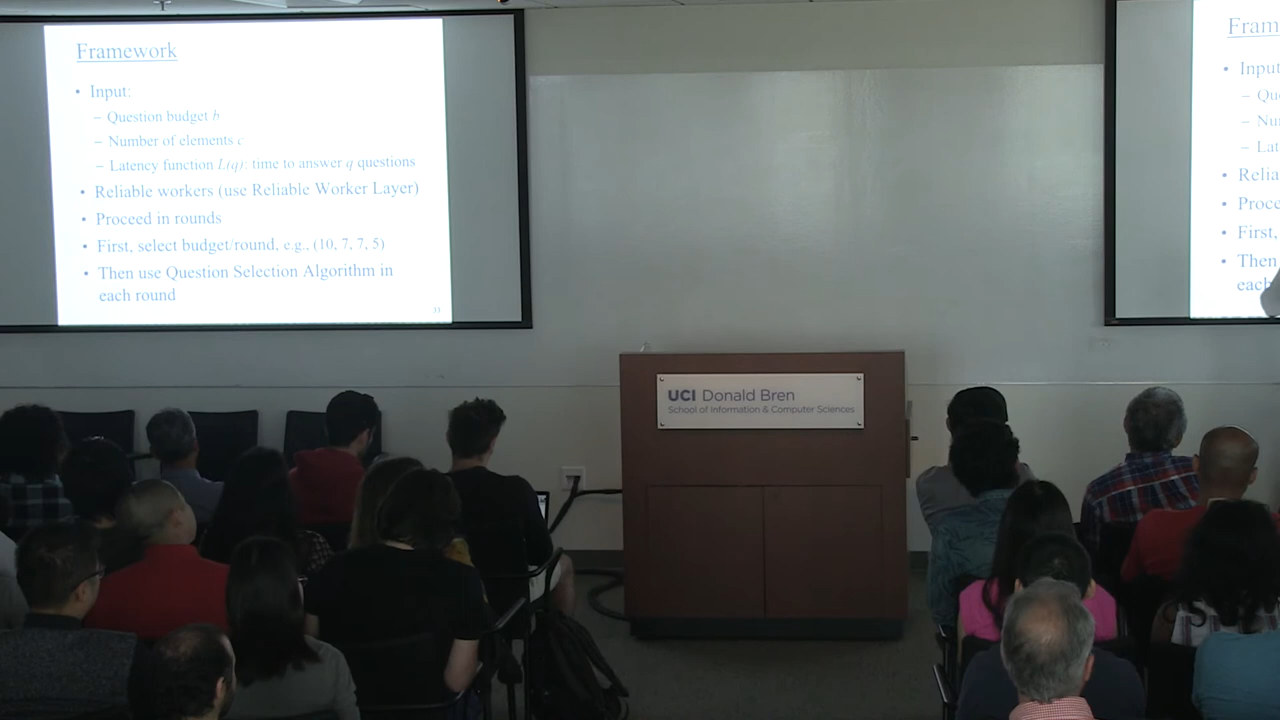 Framework
• Input:
– Question budget b
– Number of elements c
– Latency function L(q): time to answer q questions
• Reliable workers (use Reliable Worker Layer)
• Proceed in rounds
• First, select budget/round, e.g., (10, 7, 7, 5)
• Then use Question Selection Algorithm in
each round
33
UCI Donald Bren
School of Information & Computer Sciences
Fram
• Input
– Que
– Nu
– Lat
• Relia
• Proce
• First,
• Then
each